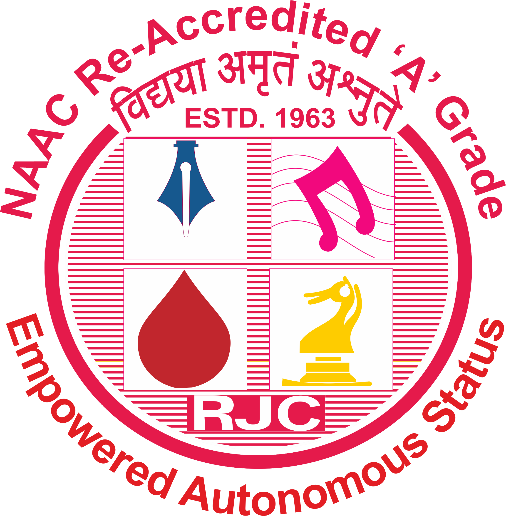 NAAC Re-Accredited ‘A’ Grade
विद्यया अमृतं अश्नुते
ESTD. 1963
RJC
Empowered Autonomous Status